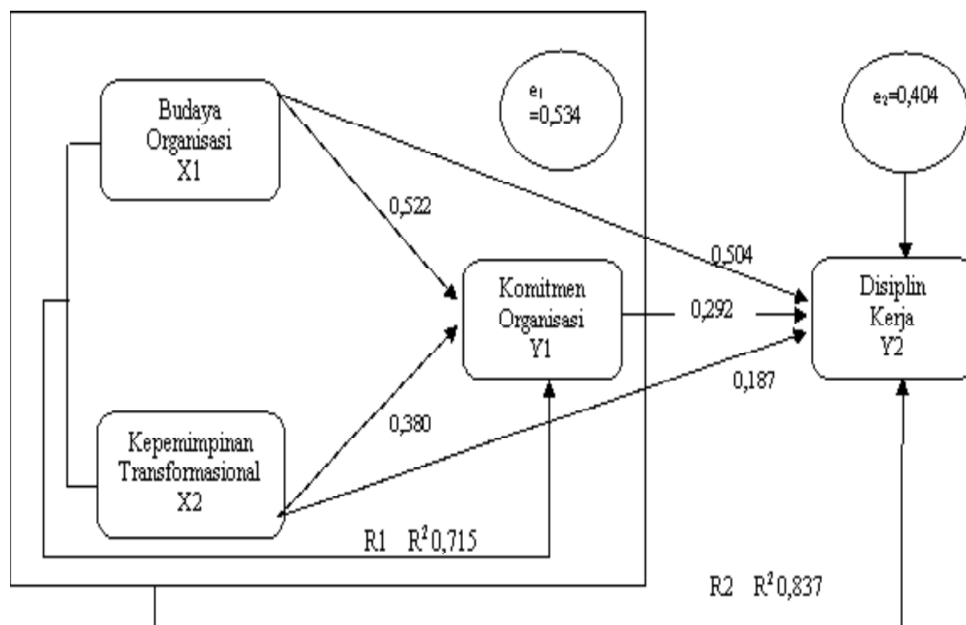 Budaya
Organisasi
X1
e₁
=0,534
e₂=0,404
0,522
0,504
Komitmen
Organisasi
Y1
0,292
Disiplin
Kerja
Y2
0,187
0,380
Kepemimpinan
Transformasional
X2
R1 R² 0,715
R2 R² 0,837